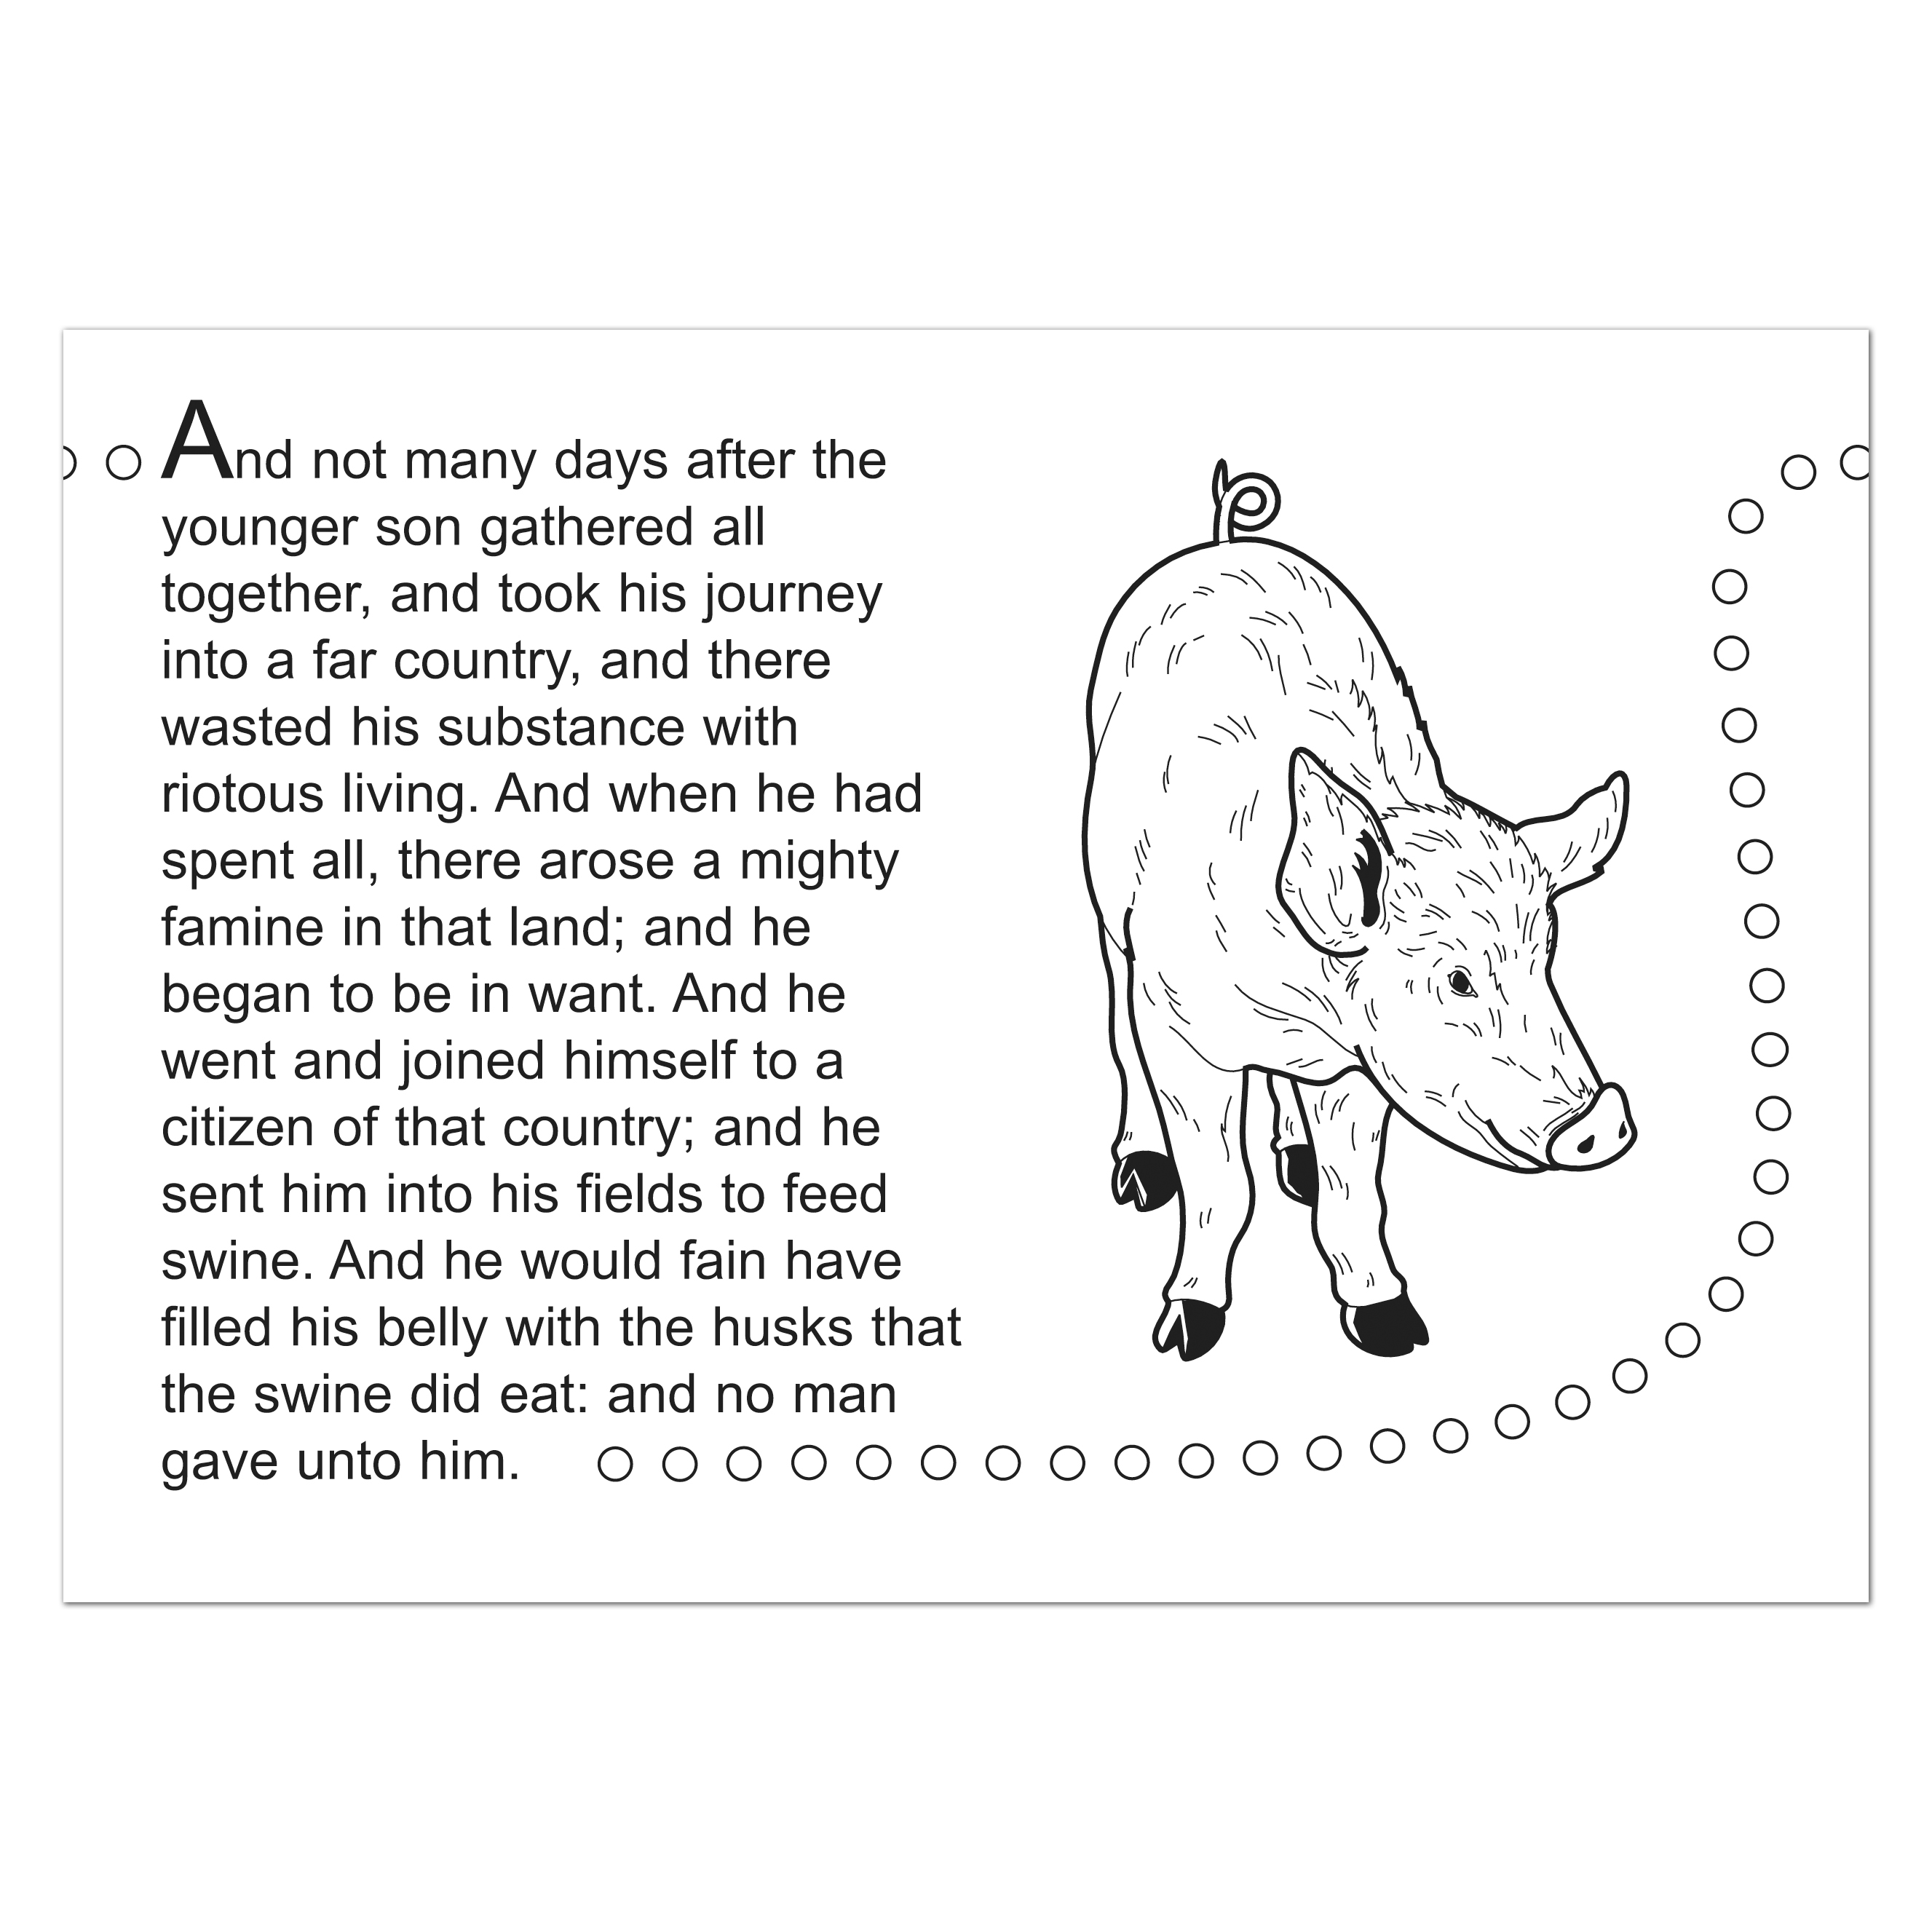 And not many days after the
younger son gathered all
together, and took his journey
into a far country, and there
wasted his substance with
riotous living. And when he had
spent all, there arose a mighty
famine in that land; and he
began to be in want. And he
went and joined himself to a
citizen of that country; and he
sent him into his fields to feed
swine. And he would fain have
filled his belly with the husks that
the swine did eat: and no man
gave unto him.